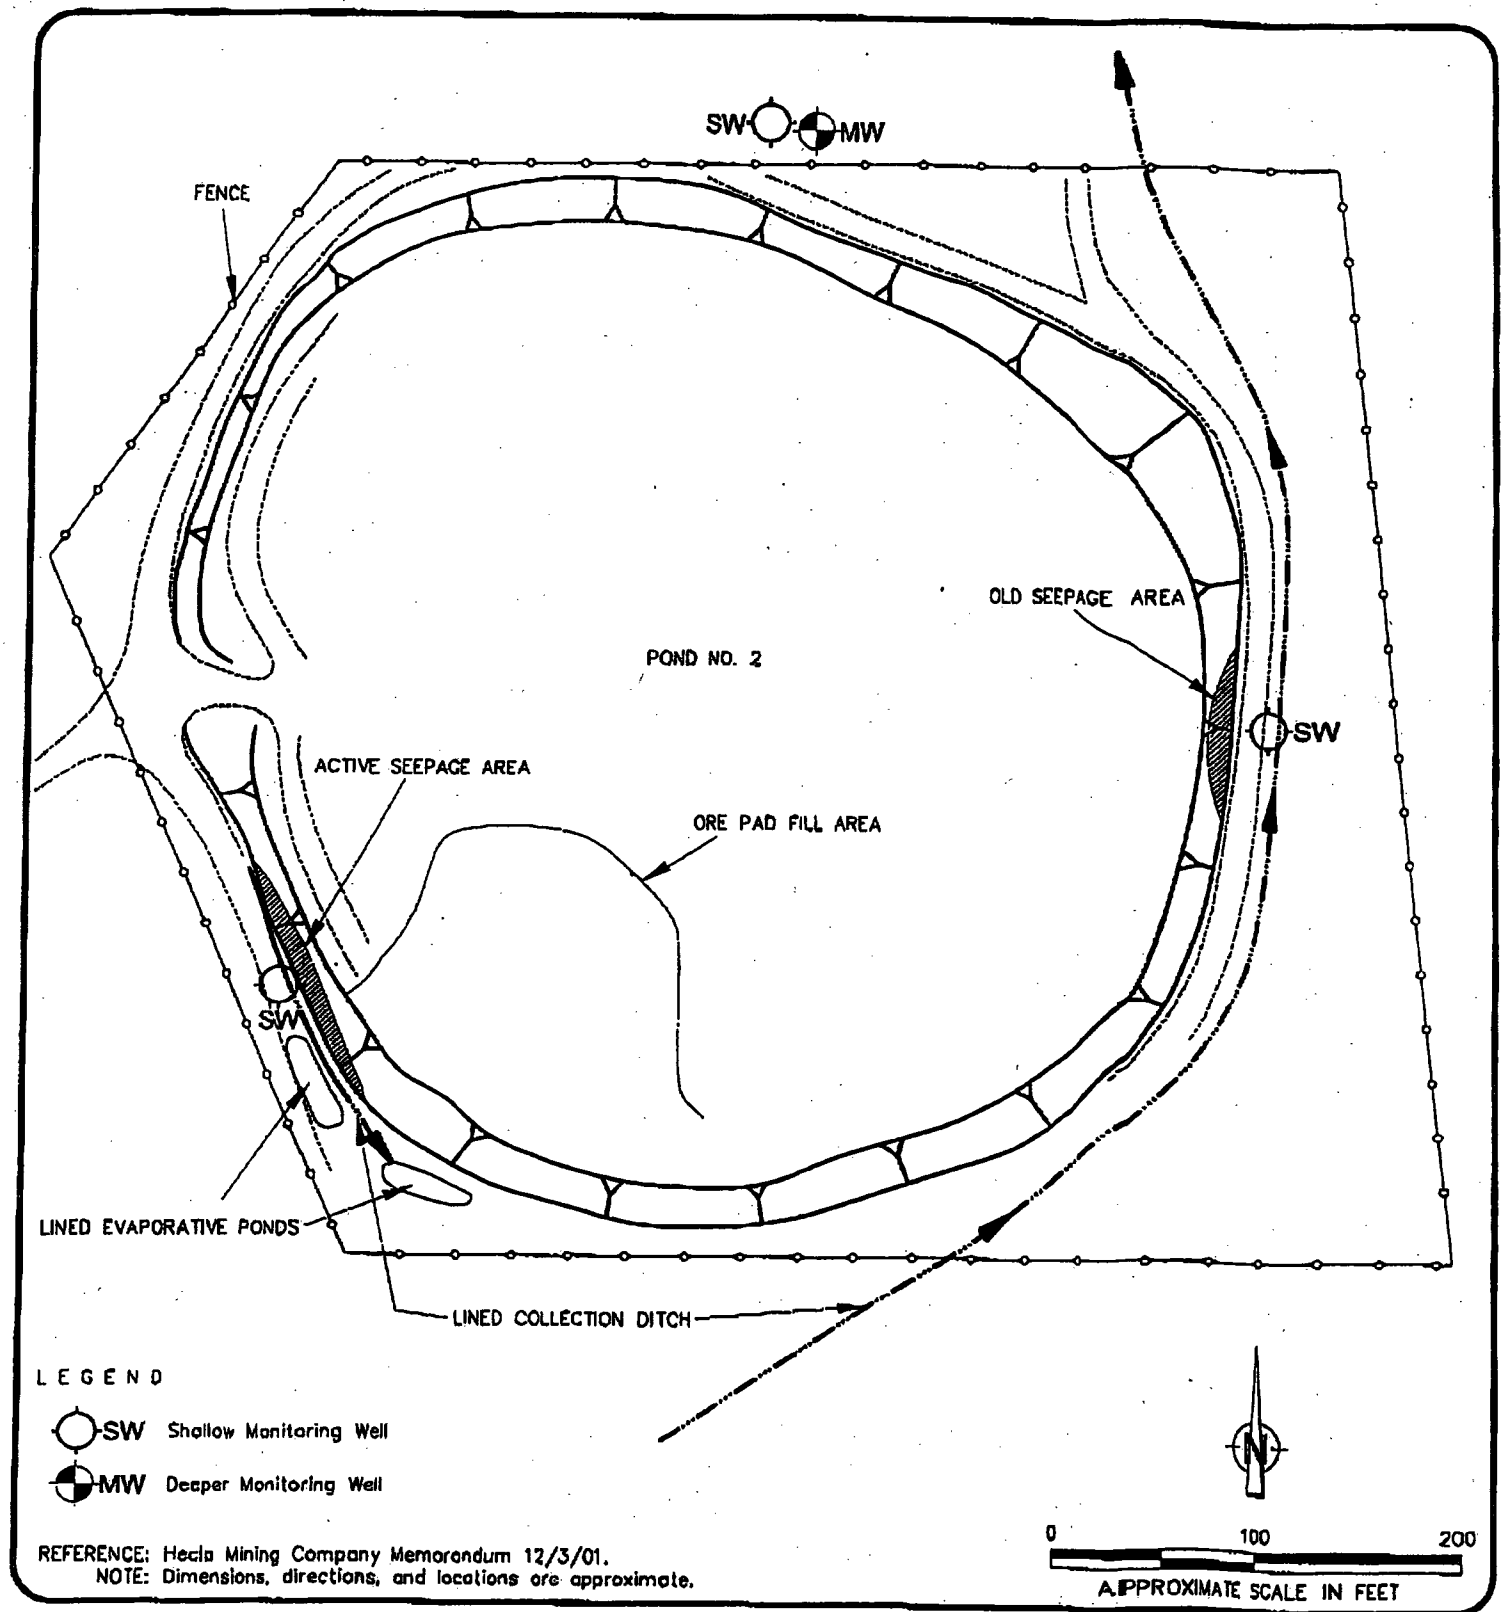 SW MW
FENCE
OLD SEEPAGE AREA
POND NO. 2
SW
ACTIVE SEEPAGE AREA
ORE PAD FILL AREA
SW
LINED EVAPORATIVE PONDS
LINED COLLECTION DITCH
LEGEND
SW Shallow Monitoring Well
MW Deeper Monitoring Well
N
0 100 200
APPROXIMATE SCALE IN FEET
REFERENCE: Hecla Mining Company Memorandum 12/3/01.
NOTE: Dimensions, directions, and locations are approximate.